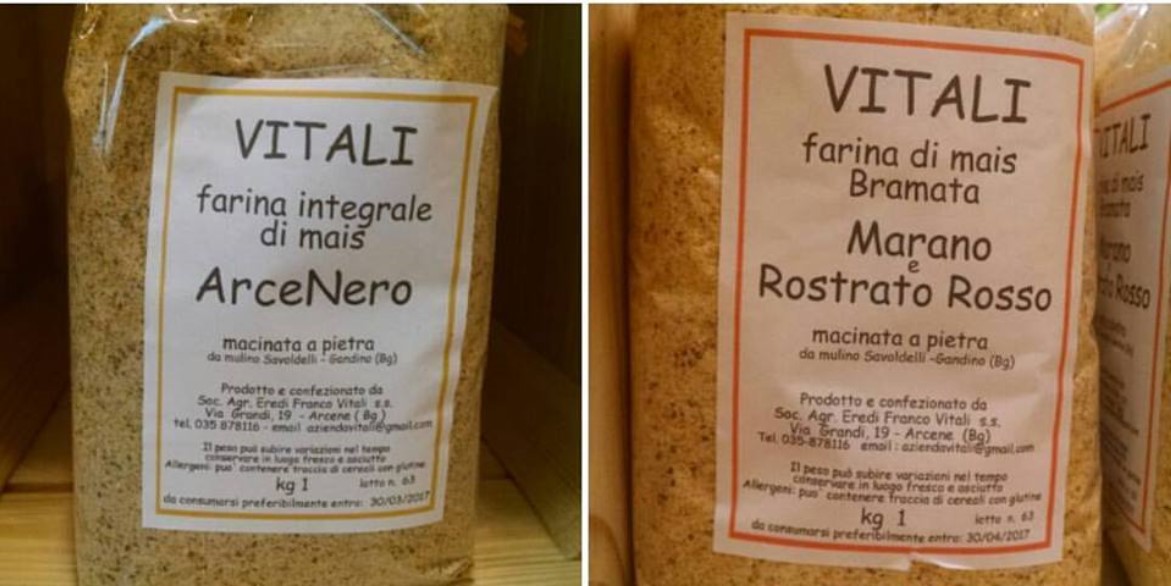 VITALI
farina integrale
di mais
ArceNero
macinata a pietra
da mulino Savoldelli - Gandino (Bg)
Prodotto e confezionato da
Soc. Agr. Eredi Franco Vitali s.s.
Via Grandi, 19 - Arcene ( Bg )
tel. 035 878116 - email aziendavitali@gmail.com
Il peso può subire variazioni nel tempo
conservare in luogo fresco e asciutto
Allergeni: puo' contenere traccia di cereali con glutine
kg 1 lotto n. 63
da consumarsi preferibilmente entro: 30/03/2017
VITALI
farina di mais
Bramata
Marano
e
Rostrato Rosso
macinata a pietra
da mulino Savoldelli -Gandino (Bg)
Prodotto e confezionato da
Soc. Agr. Eredi Franco Vitali s.s.
Via Grandi, 19 - Arcene (Bg)
Tel. 035-878116 email : aziendavitali@gmail.com
Il peso può subire variazioni nel tempo
conservare in luogo fresco e asciutto
Allergeni: puo' contenere traccia di cereali con glutine
kg 1 lotto n. 63
da consumarsi preferibilmente entro: 30/04/2017
ITALI
di mais
Rosso